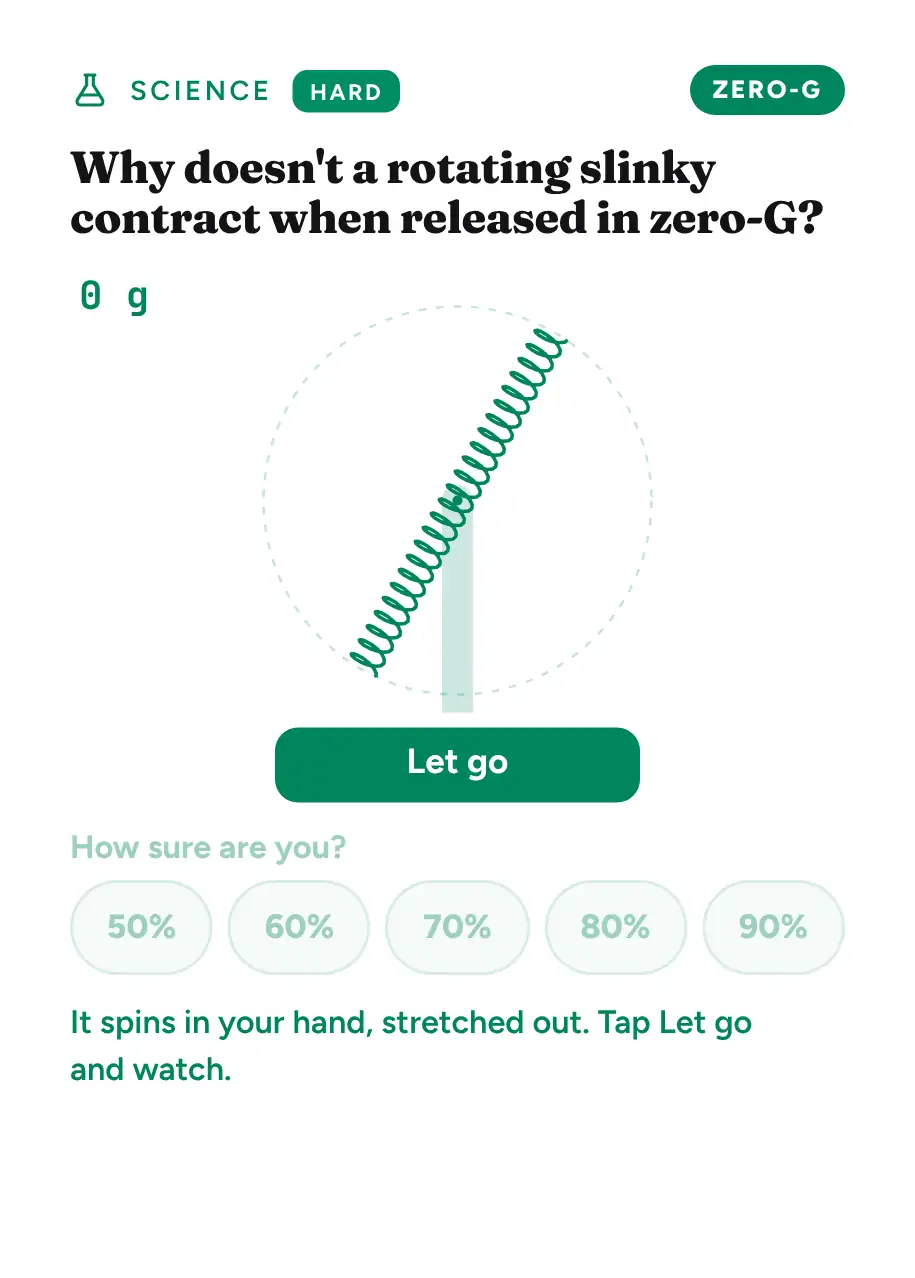 SCIENCE HARD ZERO-G
Why doesn't a rotating slinky
contract when released in zero-G?
0 g
Let go
How sure are you?
50% 60% 70% 80% 90%
It spins in your hand, stretched out. Tap Let go
and watch.